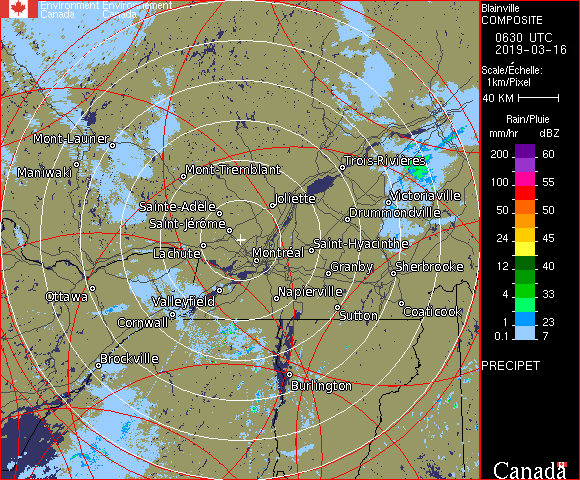 Environment Environnement
Canada Canada
Blainville
COMPOSITE
0630 UTC
2019-03-16
Scale/Échelle:
1km/Pixel
40 KM
Rain/Pluie
mm/hr dBZ
200 60
100 55
50 50
24 45
12 40
4 33
1 23
0.1 7
PRECIPET
Canada
Mont-Laurier
Maniwaki
Mont-Tremblant
Trois-Rivières
Sainte-Adèle
Joliette
Victoriaville
Drummondville
Saint-Jérôme
Lachute
Montréal
Saint-Hyacinthe
Granby
Sherbrooke
Ottawa
Valleyfield
Napierville
Cornwall
Sutton
Coaticook
Brockville
Burlington